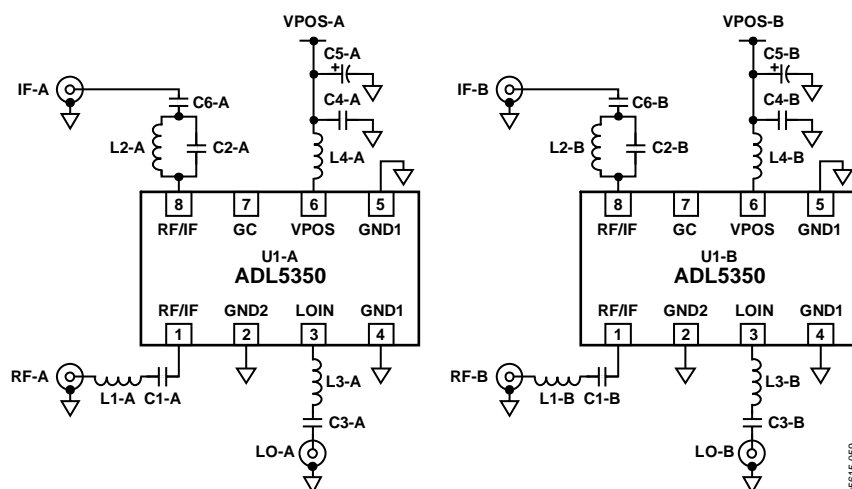 VPOS-A
C5-A
+
IF-A
C6-A
C4-A
L2-A
C2-A
L4-A
8
7
6
5
RF/IF
GC
VPOS
GND1
U1-A
ADL5350
RF/IF
GND2
LOIN
GND1
1
2
3
4
RF-A
L1-A
C1-A
L3-A
C3-A
LO-A
VPOS-B
C5-B
+
IF-B
C6-B
C4-B
L2-B
C2-B
L4-B
8
7
6
5
RF/IF
GC
VPOS
GND1
U1-B
ADL5350
RF/IF
GND2
LOIN
GND1
1
2
3
4
RF-B
L1-B
C1-B
L3-B
C3-B
LO-B